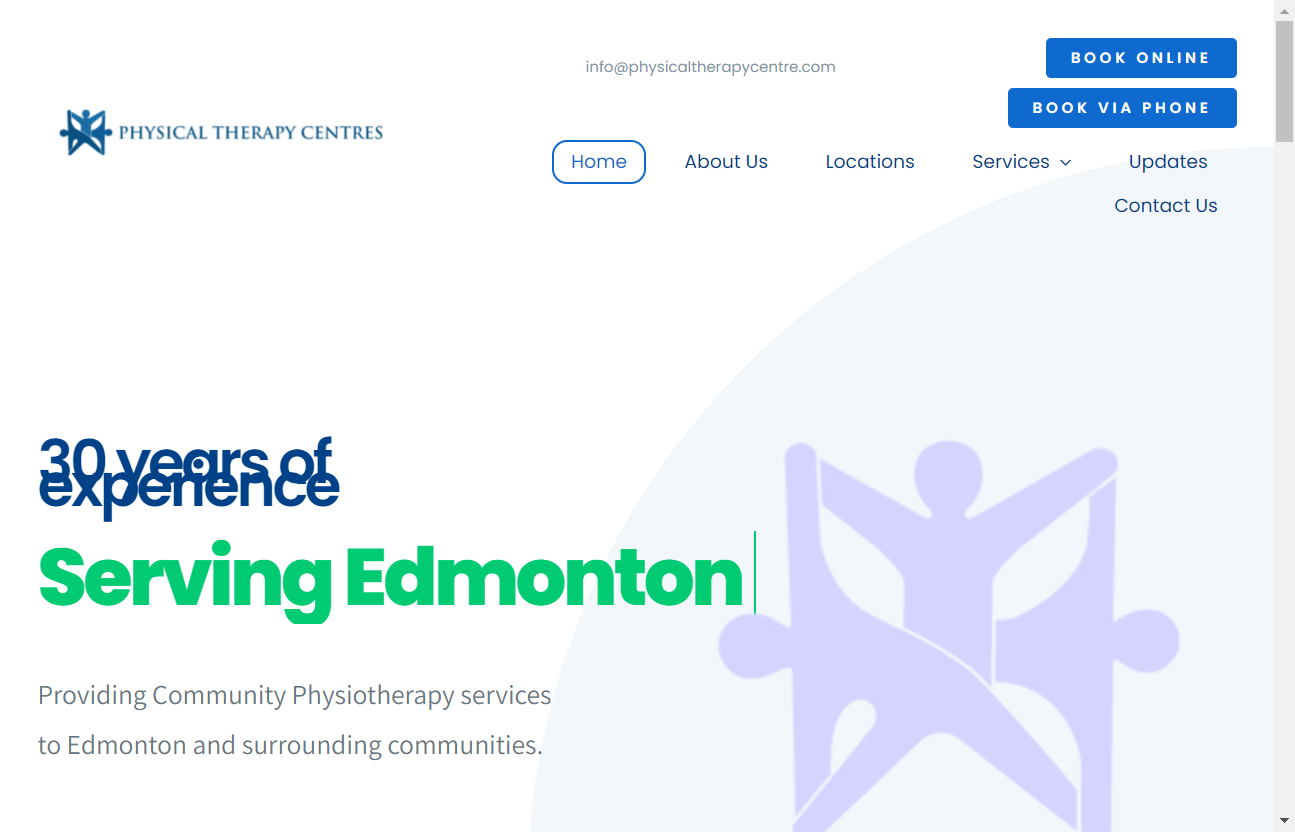 info@physicaltherapycentre.com
BOOK ONLINE
BOOK VIA PHONE
PHYSICAL THERAPY CENTRES
Home About Us Locations Services Updates
Contact Us
30 years of
experience
Serving Edmonton
Providing Community Physiotherapy services
to Edmonton and surrounding communities.